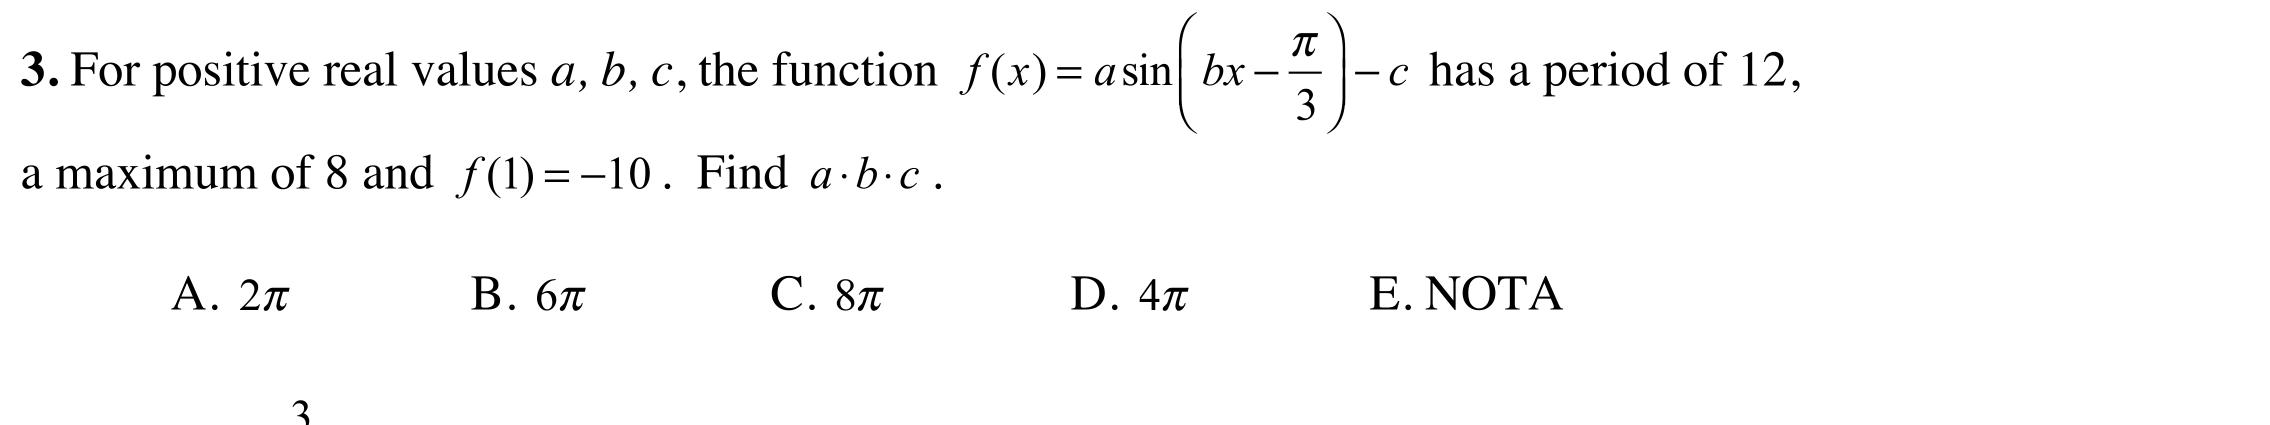 3. For positive real values a, b, c, the function f(x) = a sin(bx − π/3) − c has a period of 12,
a maximum of 8 and f(1) = −10. Find a·b·c.
A. 2π B. 6π C. 8π D. 4π E. NOTA
3